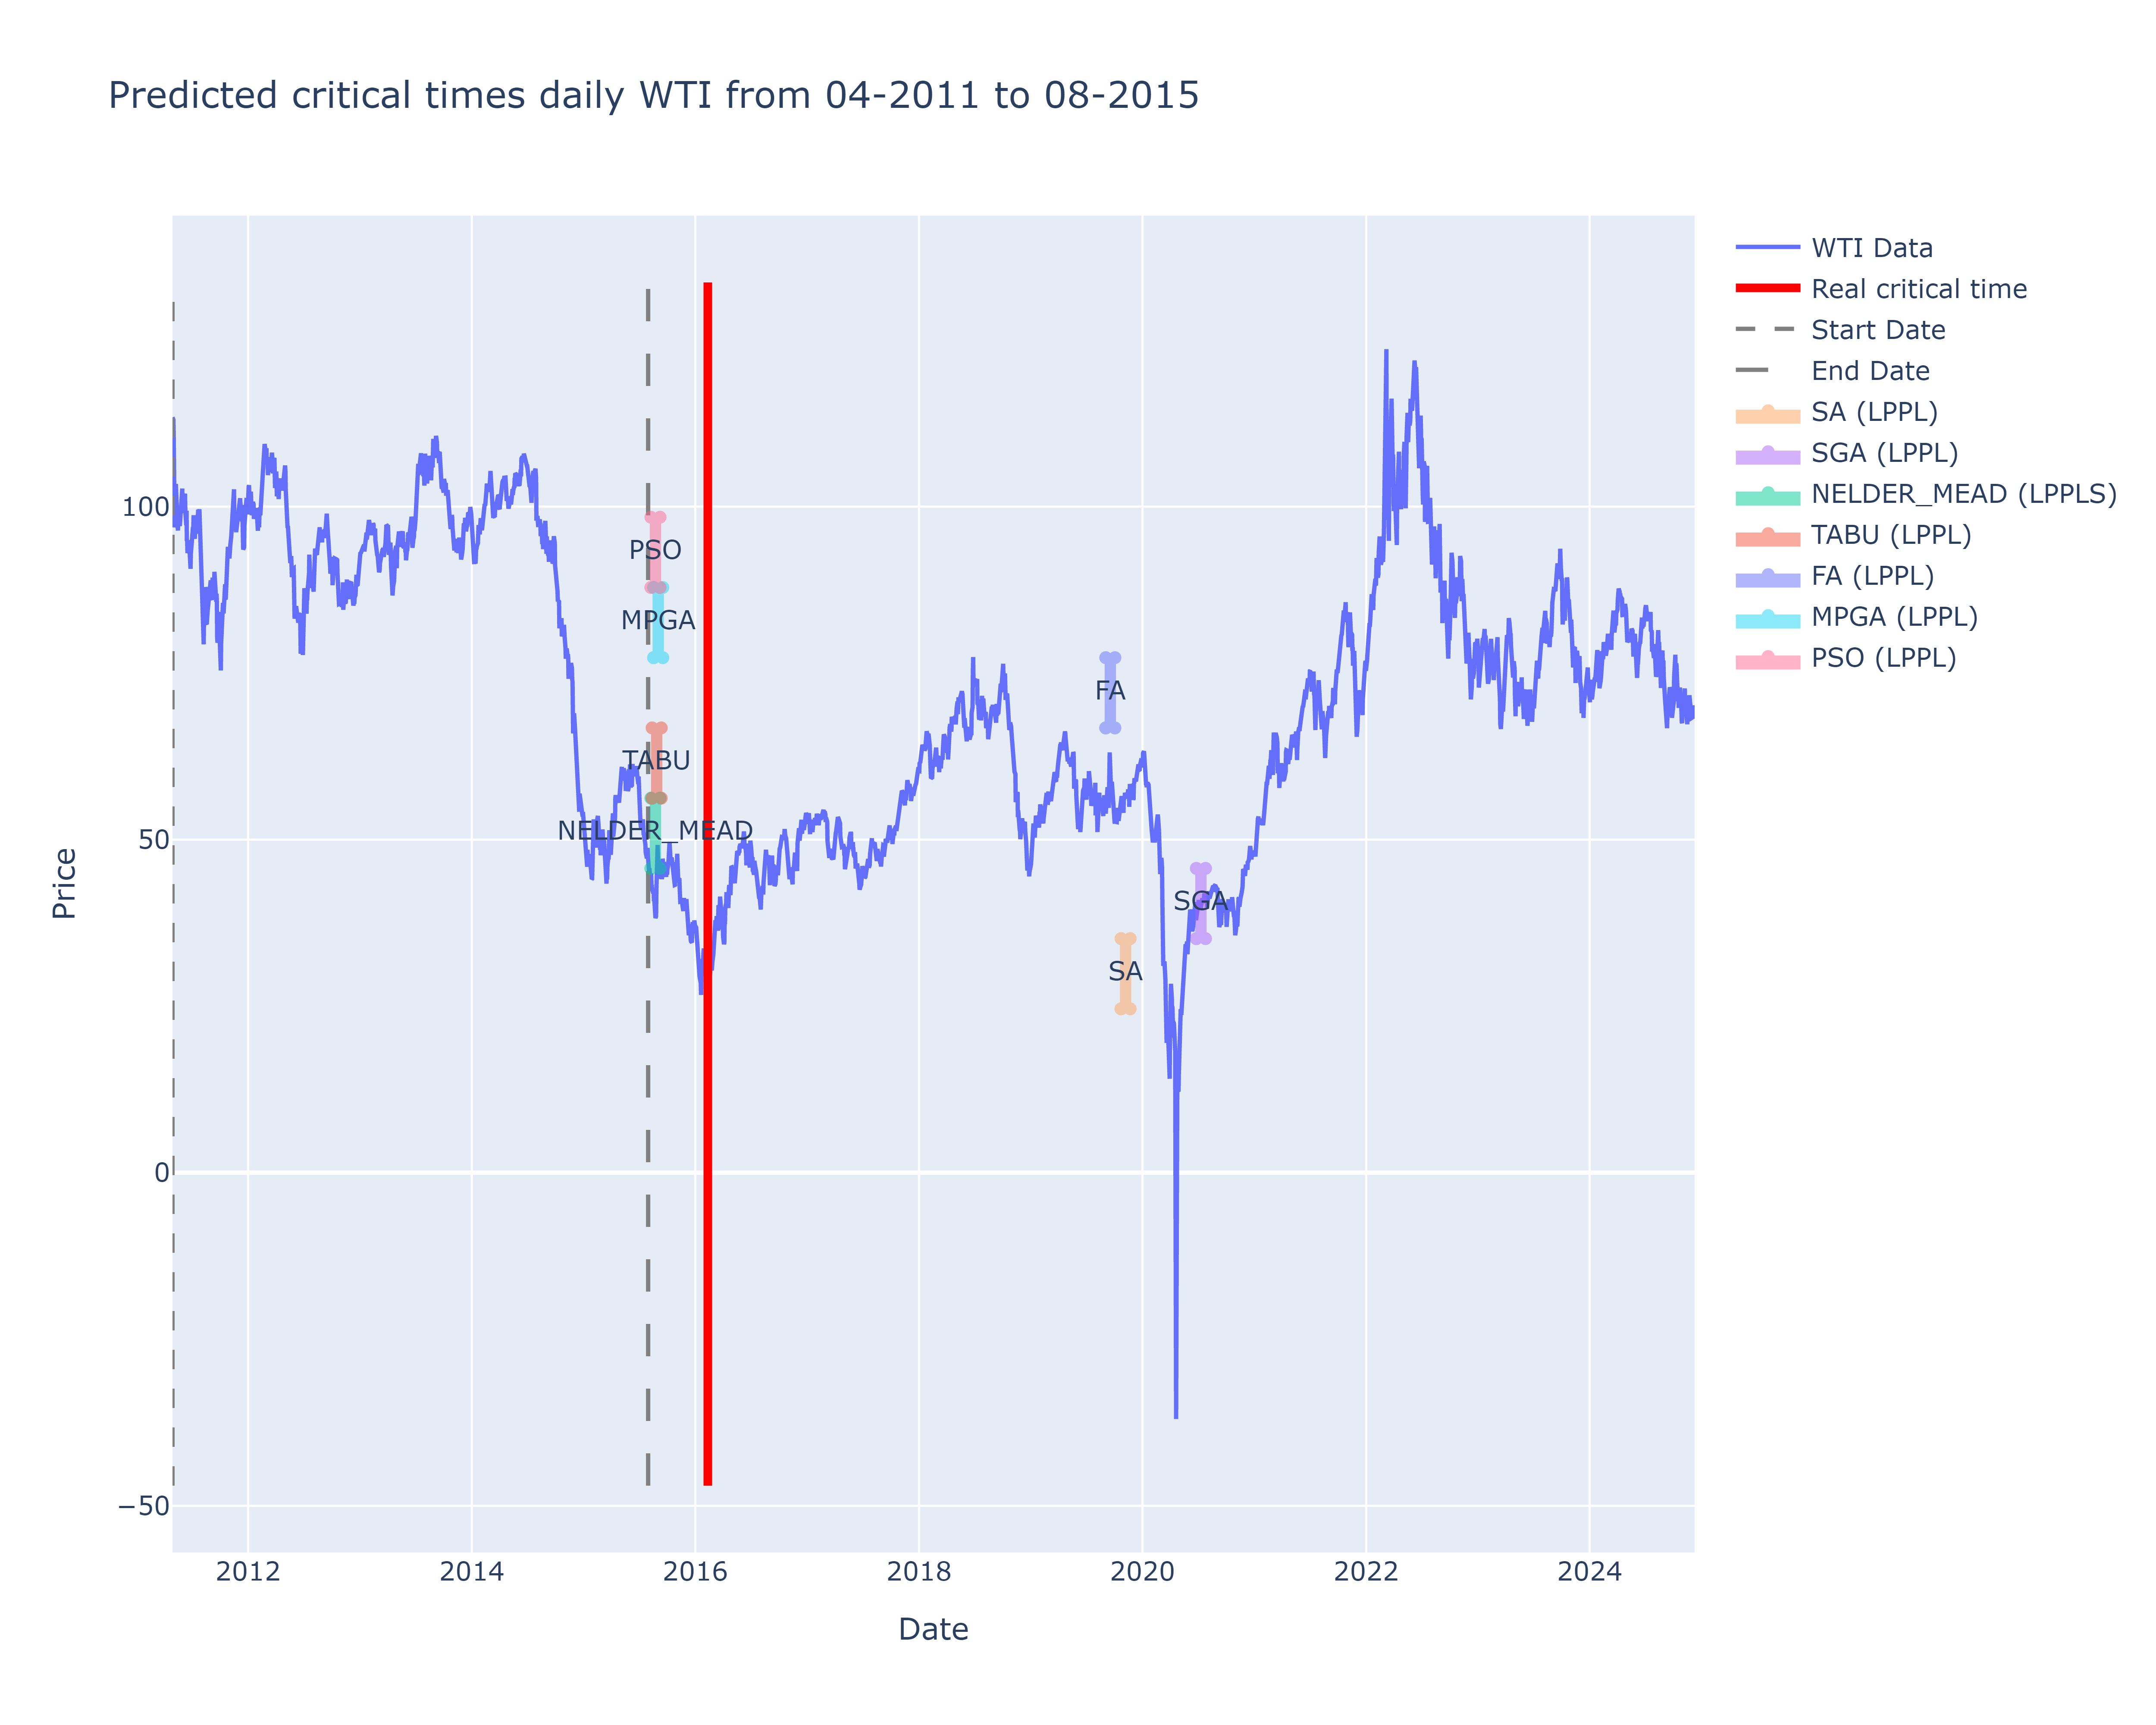 Predicted critical times daily WTI from 04-2011 to 08-2015
WTI Data
Real critical time
Start Date
End Date
SA (LPPL)
SGA (LPPL)
NELDER_MEAD (LPPLS)
TABU (LPPL)
FA (LPPL)
MPGA (LPPL)
PSO (LPPL)
100
50
0
−50
Price
PSO
MPGA
FA
TABU
NELDER_MEAD
SGA
SA
2012
2014
2016
2018
2020
2022
2024
Date